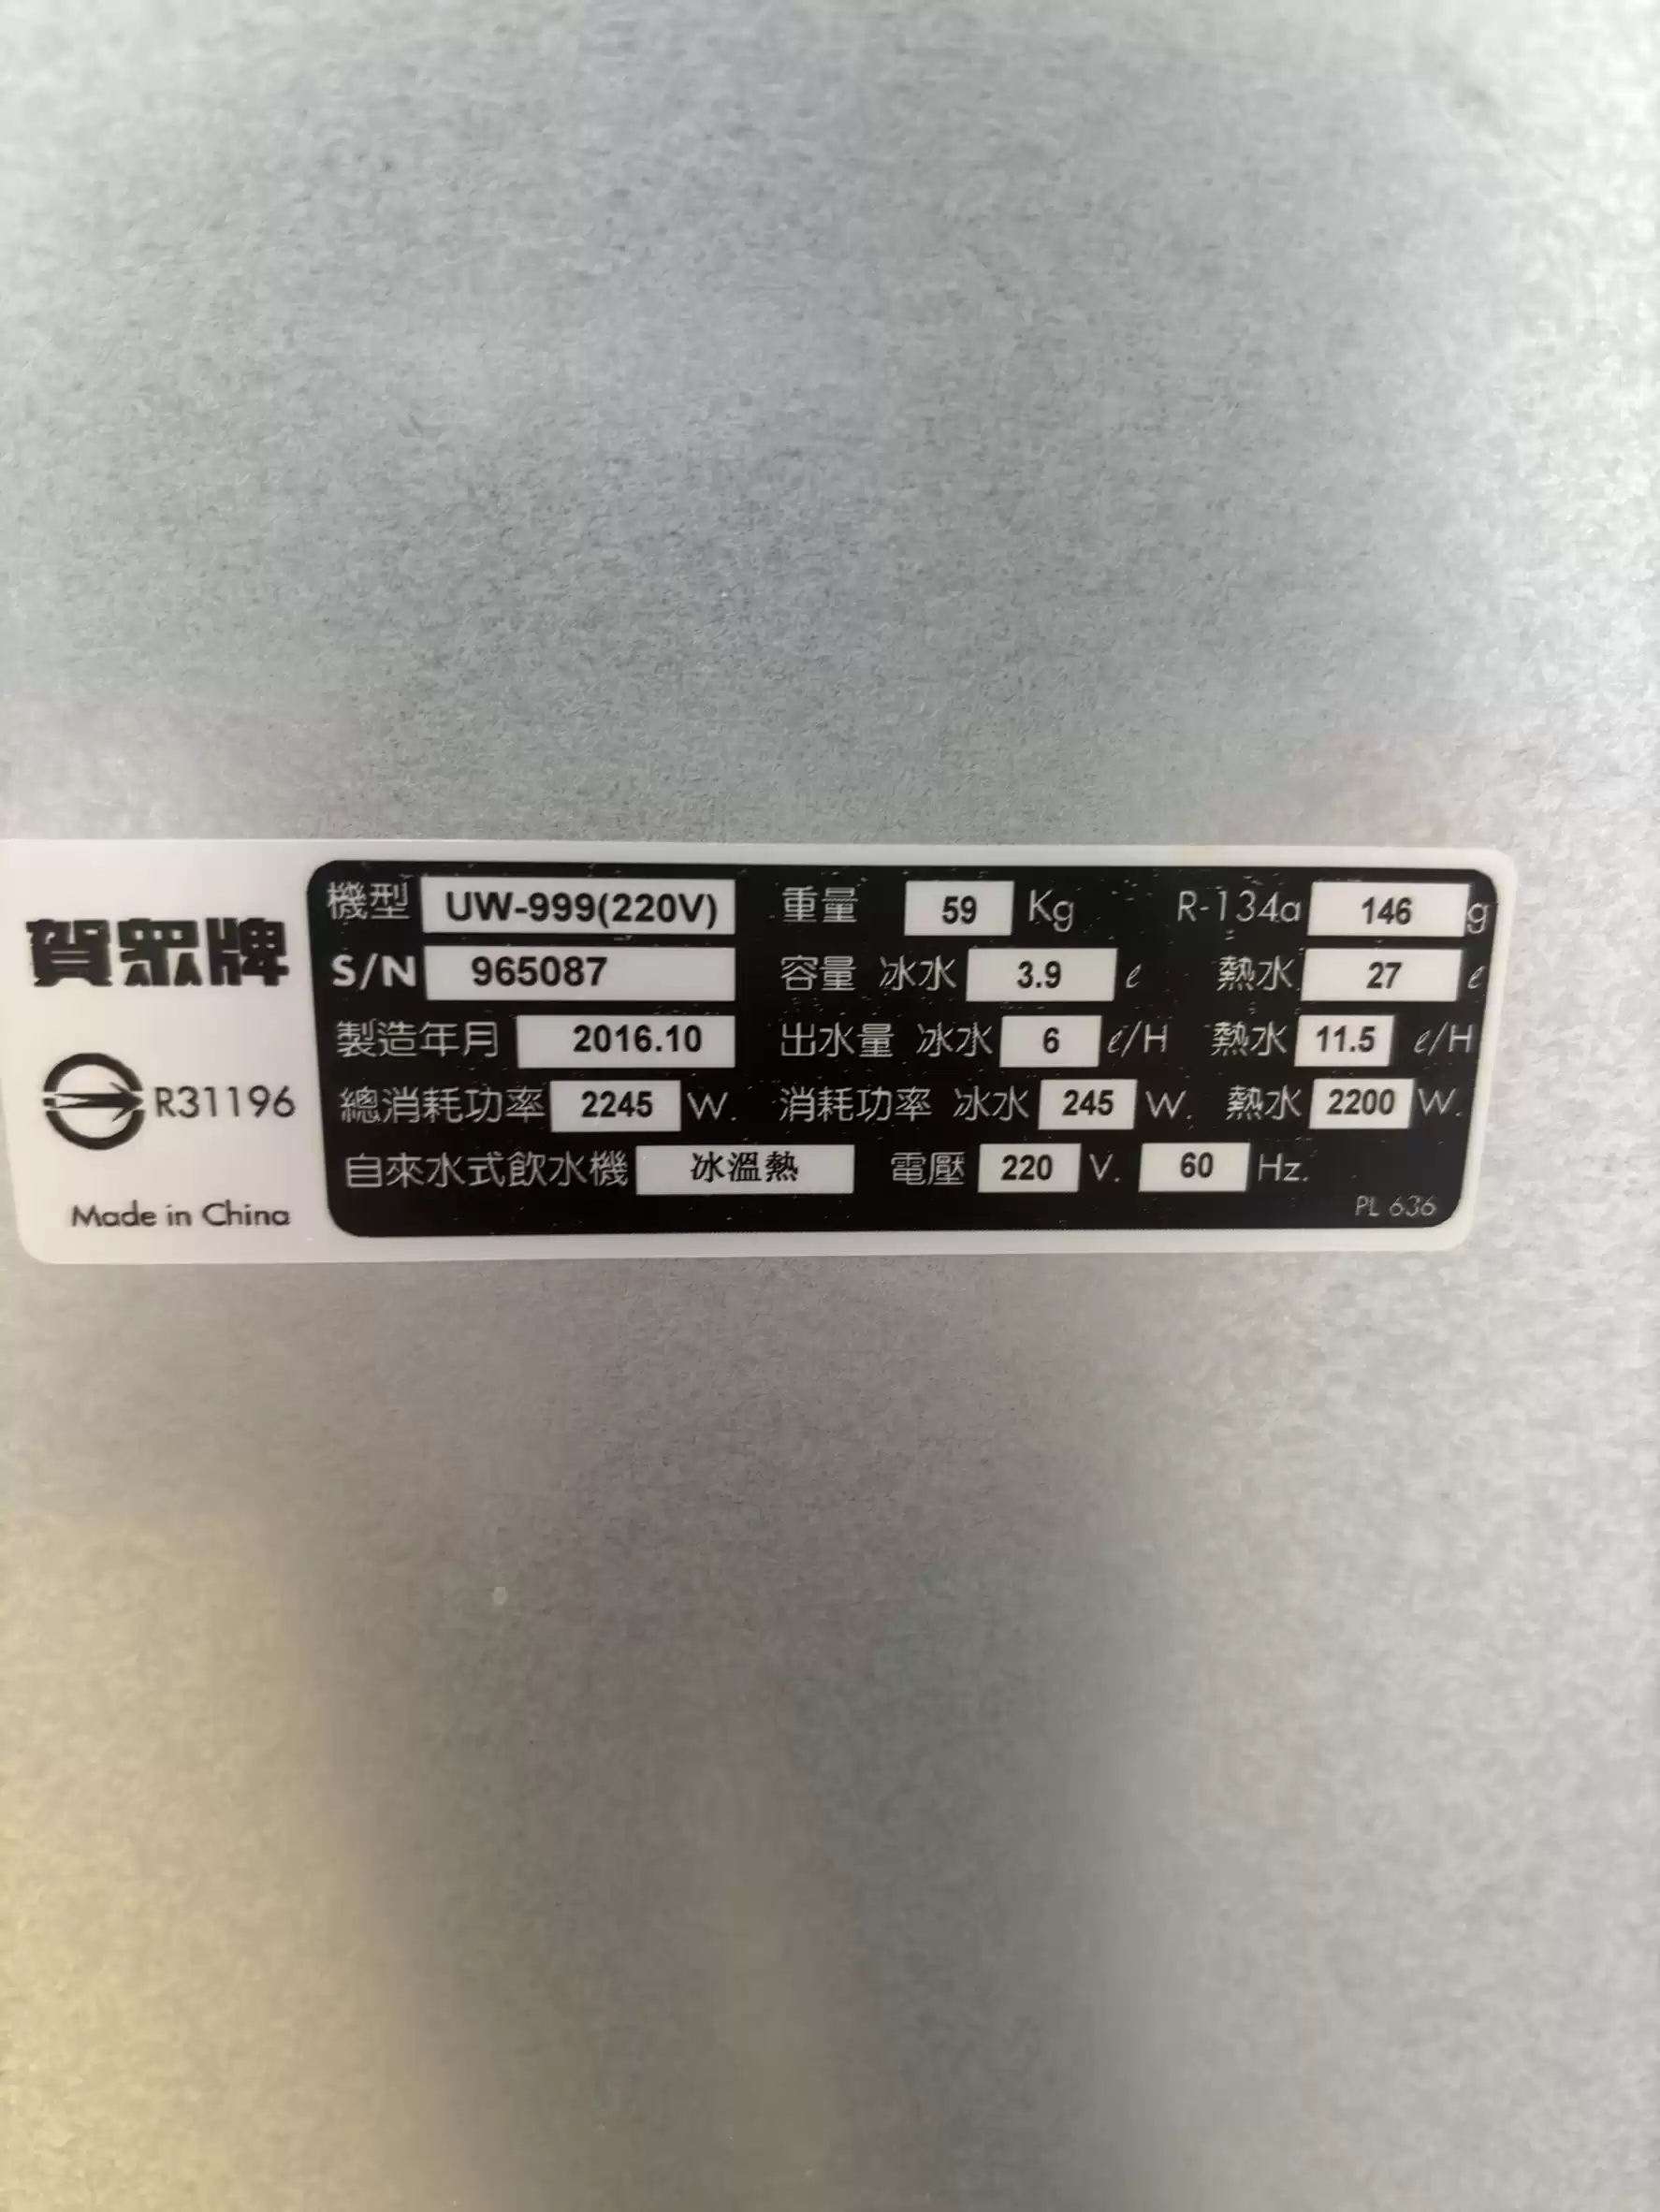 賀眾牌
R31196
Made in China
機型 UW-999(220V) 重量 59 Kg R-134a 146 g
S/N 965087 容量 冰水 3.9 ℓ 熱水 27 ℓ
製造年月 2016.10 出水量 冰水 6 ℓ/H 熱水 11.5 ℓ/H
總消耗功率 2245 W. 消耗功率 冰水 245 W. 熱水 2200 W.
自來水式飲水機 冰溫熱 電壓 220 V. 60 Hz.
PL 636